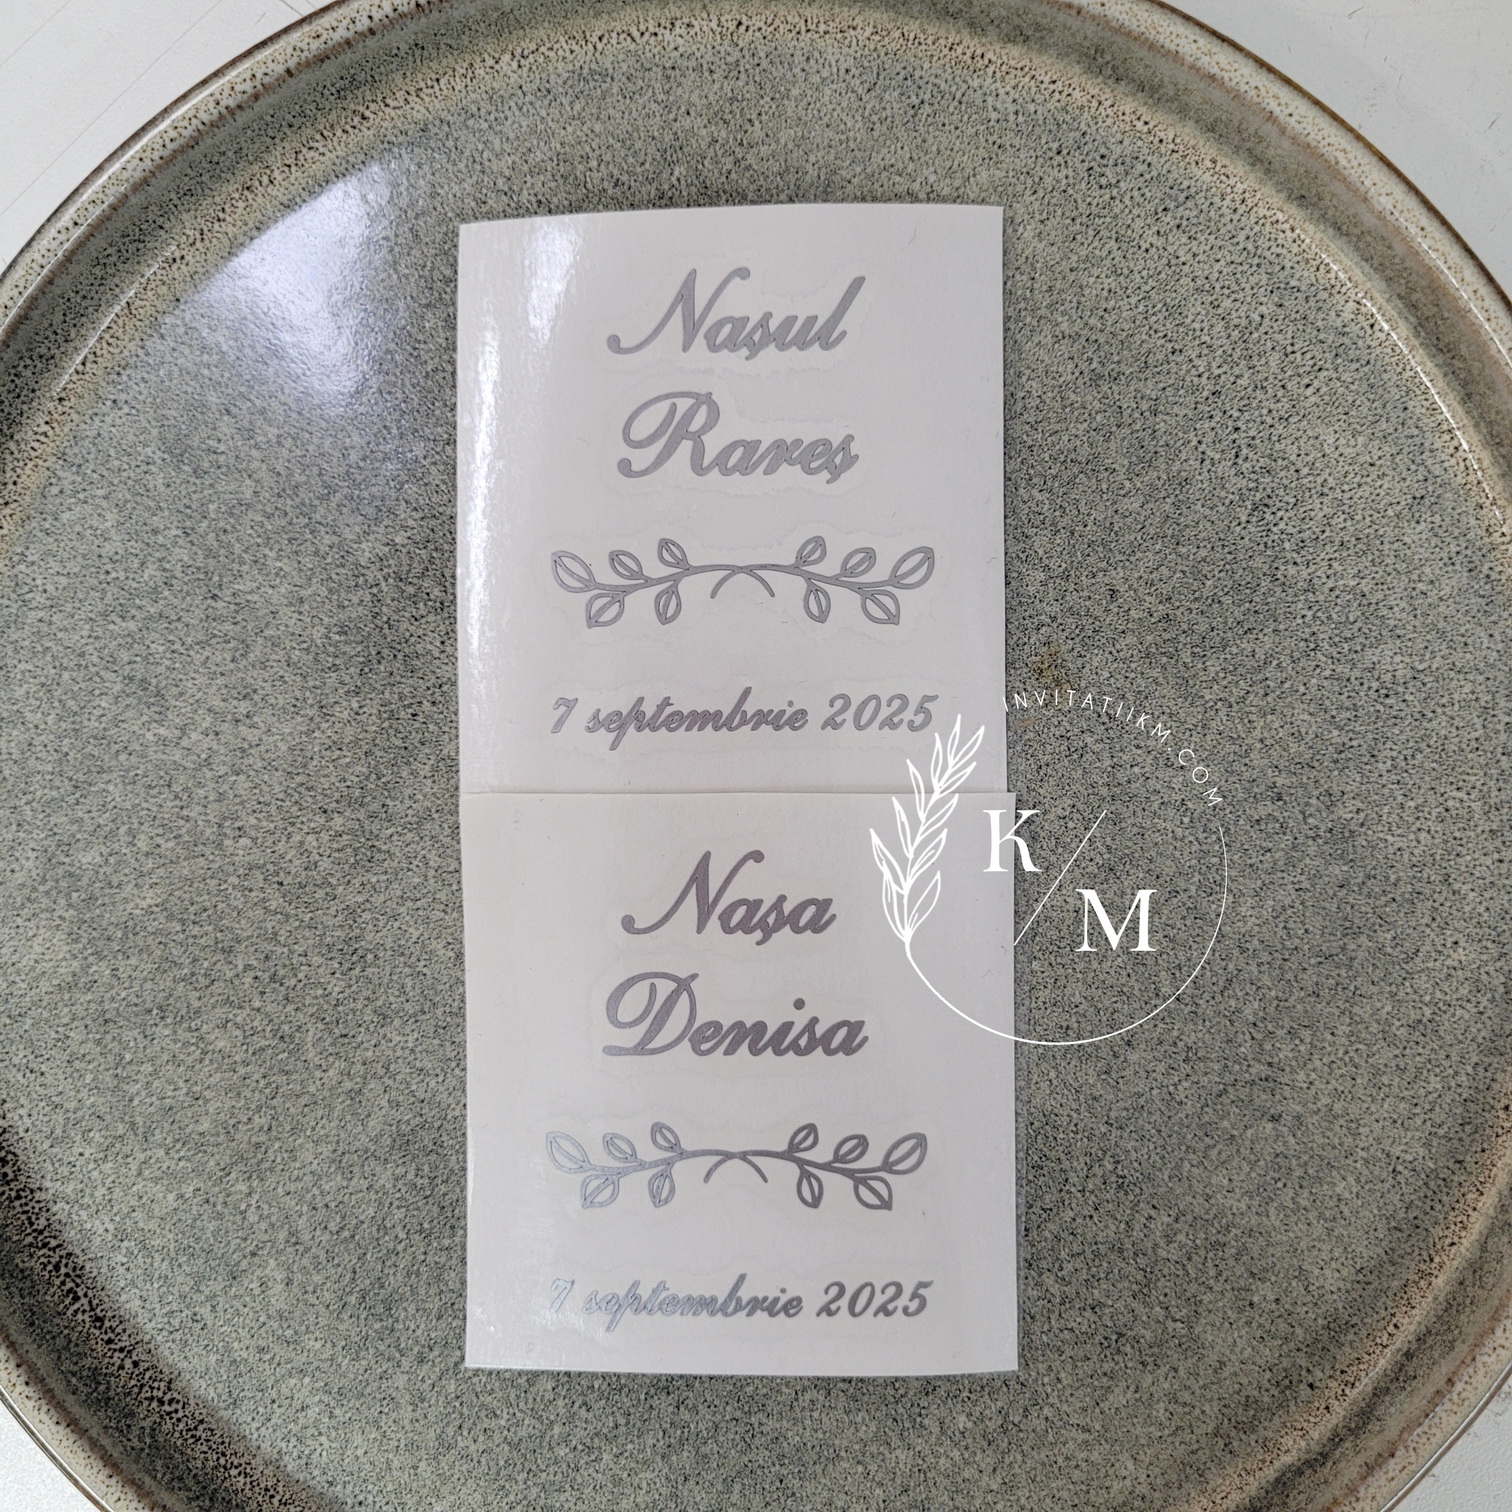 Nașul
Rareș
7 septembrie 2025
INVITATIIKM.COM
K/M
Nașa
Denisa
7 septembrie 2025